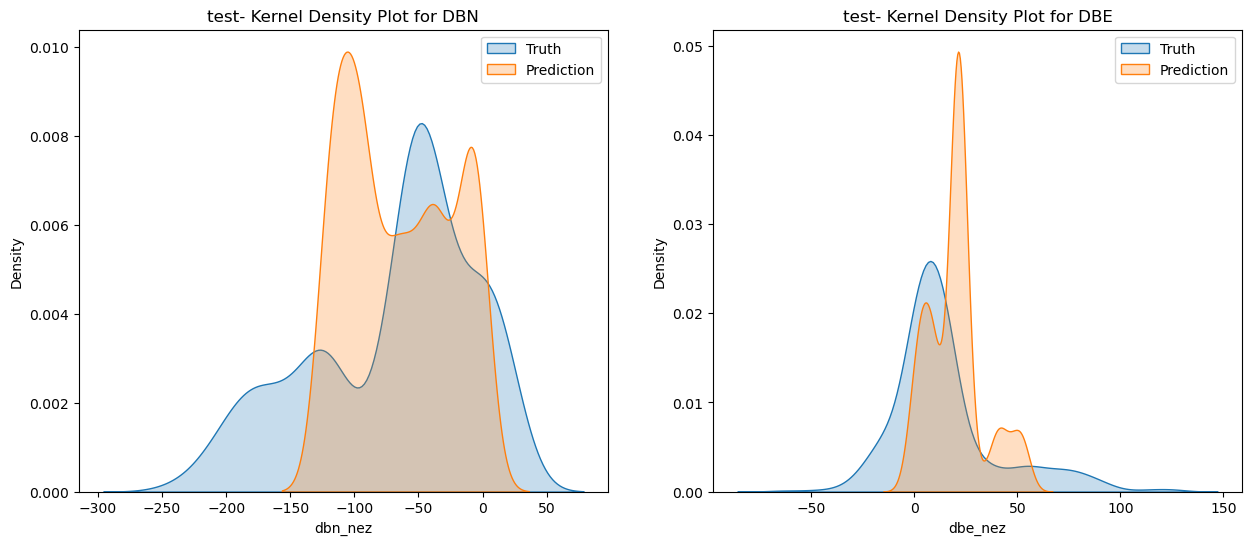 test- Kernel Density Plot for DBN
Truth
Prediction
0.010
0.008
0.006
0.004
0.002
0.000
Density
−300
−250
−200
−150
−100
−50
0
50
dbn_nez
test- Kernel Density Plot for DBE
Truth
Prediction
0.05
0.04
0.03
0.02
0.01
0.00
Density
−50
0
50
100
150
dbe_nez